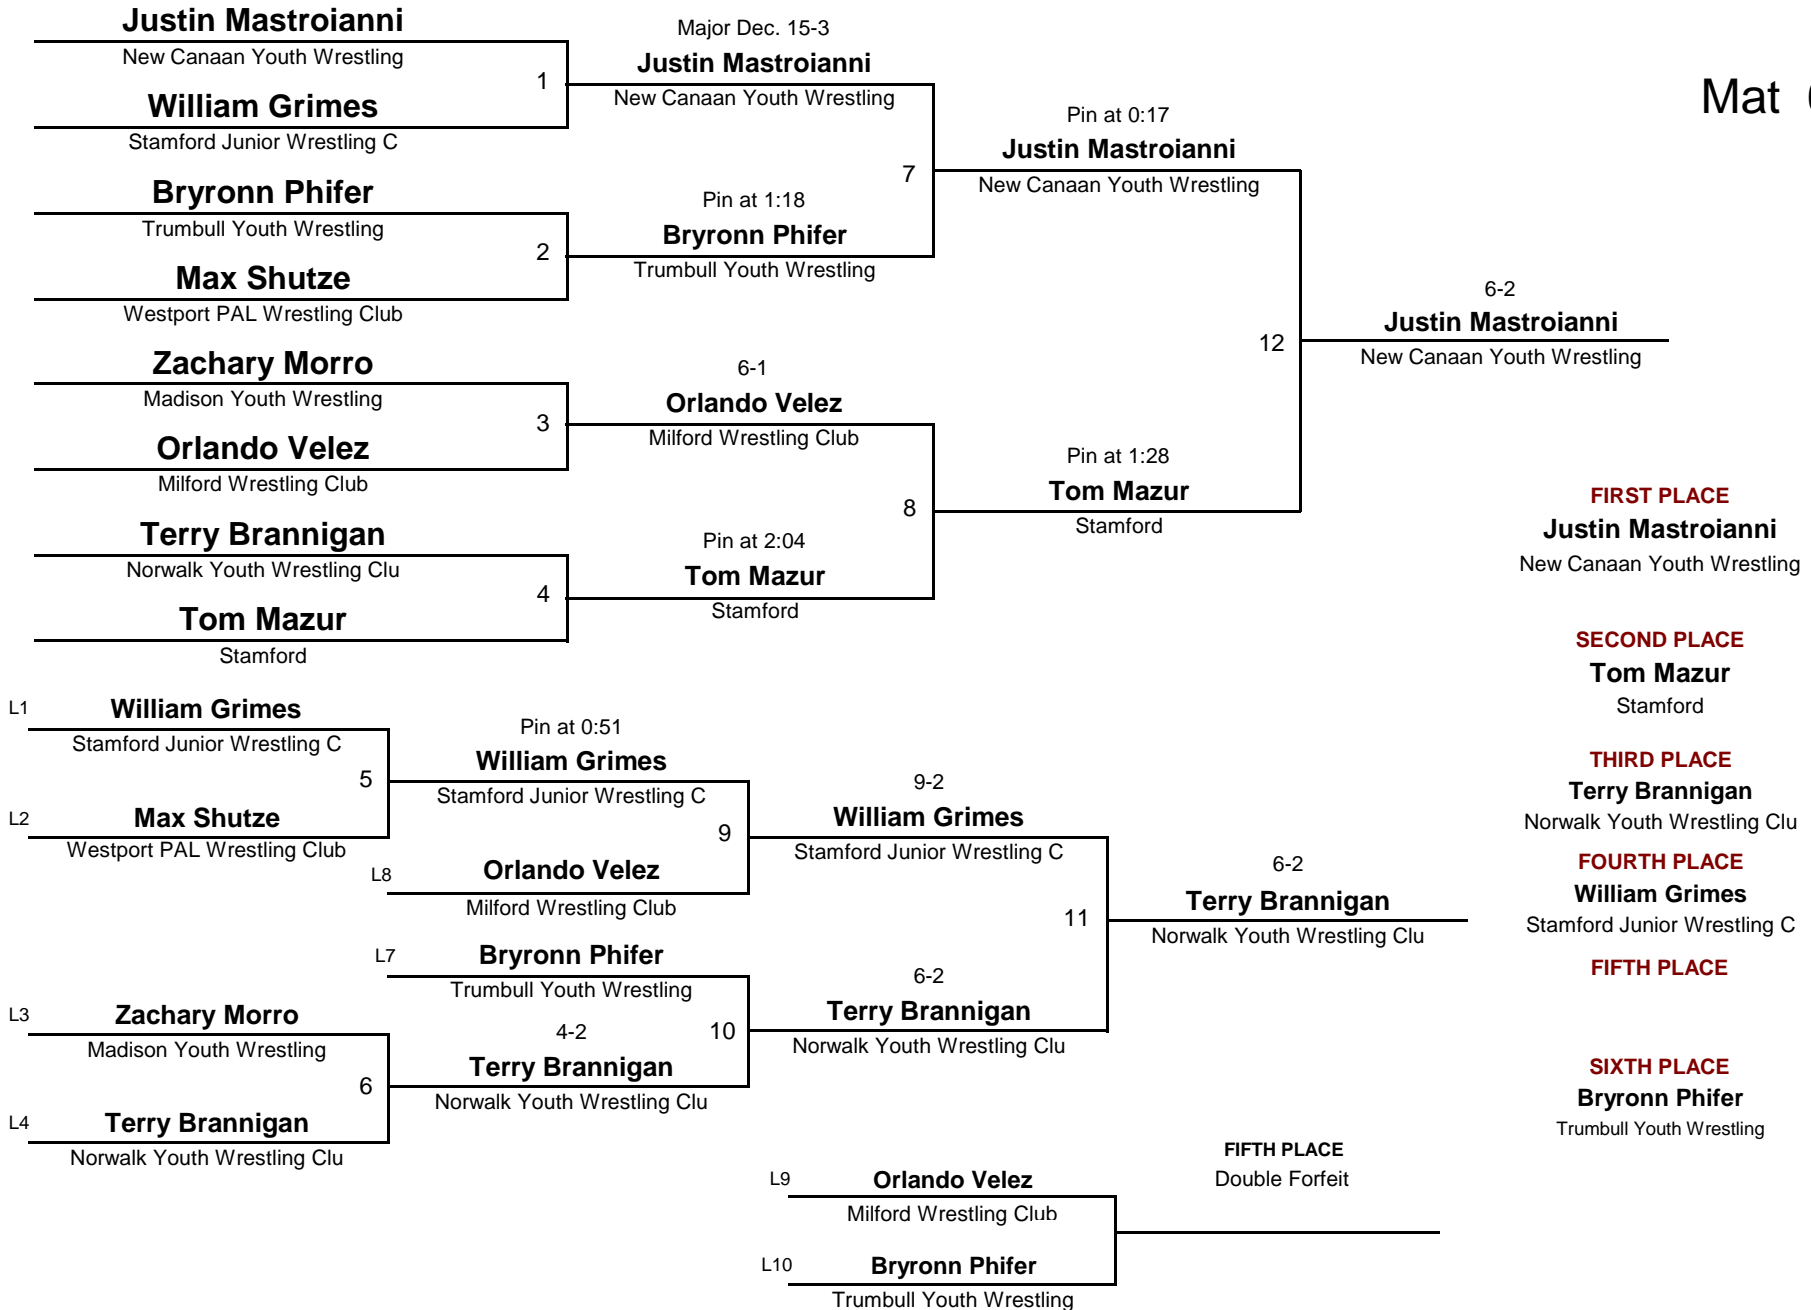 Justin Mastroianni
New Canaan Youth Wrestling
1
William Grimes
Stamford Junior Wrestling C
Bryronn Phifer
Trumbull Youth Wrestling
2
Max Shutze
Westport PAL Wrestling Club
Zachary Morro
Madison Youth Wrestling
3
Orlando Velez
Milford Wrestling Club
Terry Brannigan
Norwalk Youth Wrestling Clu
4
Tom Mazur
Stamford
Major Dec. 15-3
Justin Mastroianni
New Canaan Youth Wrestling
7
Pin at 1:18
Bryronn Phifer
Trumbull Youth Wrestling
6-1
Orlando Velez
Milford Wrestling Club
8
Pin at 2:04
Tom Mazur
Stamford
Pin at 0:17
Justin Mastroianni
New Canaan Youth Wrestling
12
Pin at 1:28
Tom Mazur
Stamford
6-2
Justin Mastroianni
New Canaan Youth Wrestling
Mat
L1
William Grimes
Stamford Junior Wrestling C
5
L2
Max Shutze
Westport PAL Wrestling Club
L3
Zachary Morro
Madison Youth Wrestling
6
L4
Terry Brannigan
Norwalk Youth Wrestling Clu
Pin at 0:51
William Grimes
Stamford Junior Wrestling C
9
L8
Orlando Velez
Milford Wrestling Club
L7
Bryronn Phifer
Trumbull Youth Wrestling
10
4-2
Terry Brannigan
Norwalk Youth Wrestling Clu
9-2
William Grimes
Stamford Junior Wrestling C
11
6-2
Terry Brannigan
Norwalk Youth Wrestling Clu
6-2
Terry Brannigan
Norwalk Youth Wrestling Clu
L9
Orlando Velez
Milford Wrestling Club
L10
Bryronn Phifer
Trumbull Youth Wrestling
FIFTH PLACE
Double Forfeit
FIRST PLACE
Justin Mastroianni
New Canaan Youth Wrestling
SECOND PLACE
Tom Mazur
Stamford
THIRD PLACE
Terry Brannigan
Norwalk Youth Wrestling Clu
FOURTH PLACE
William Grimes
Stamford Junior Wrestling C
FIFTH PLACE
SIXTH PLACE
Bryronn Phifer
Trumbull Youth Wrestling